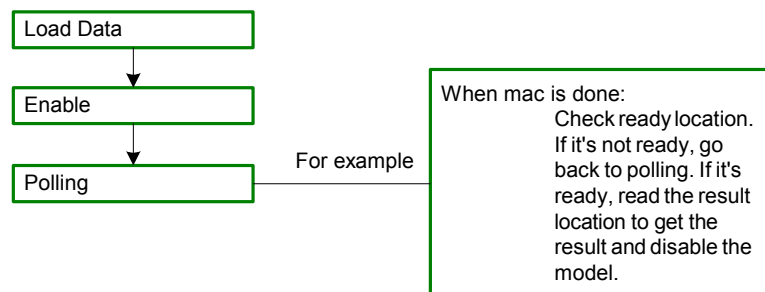 Load Data
Enable
Polling
For example
When mac is done:
Check ready location.
If it's not ready, go
back to polling. If it's
ready, read the result
location to get the
result and disable the
model.